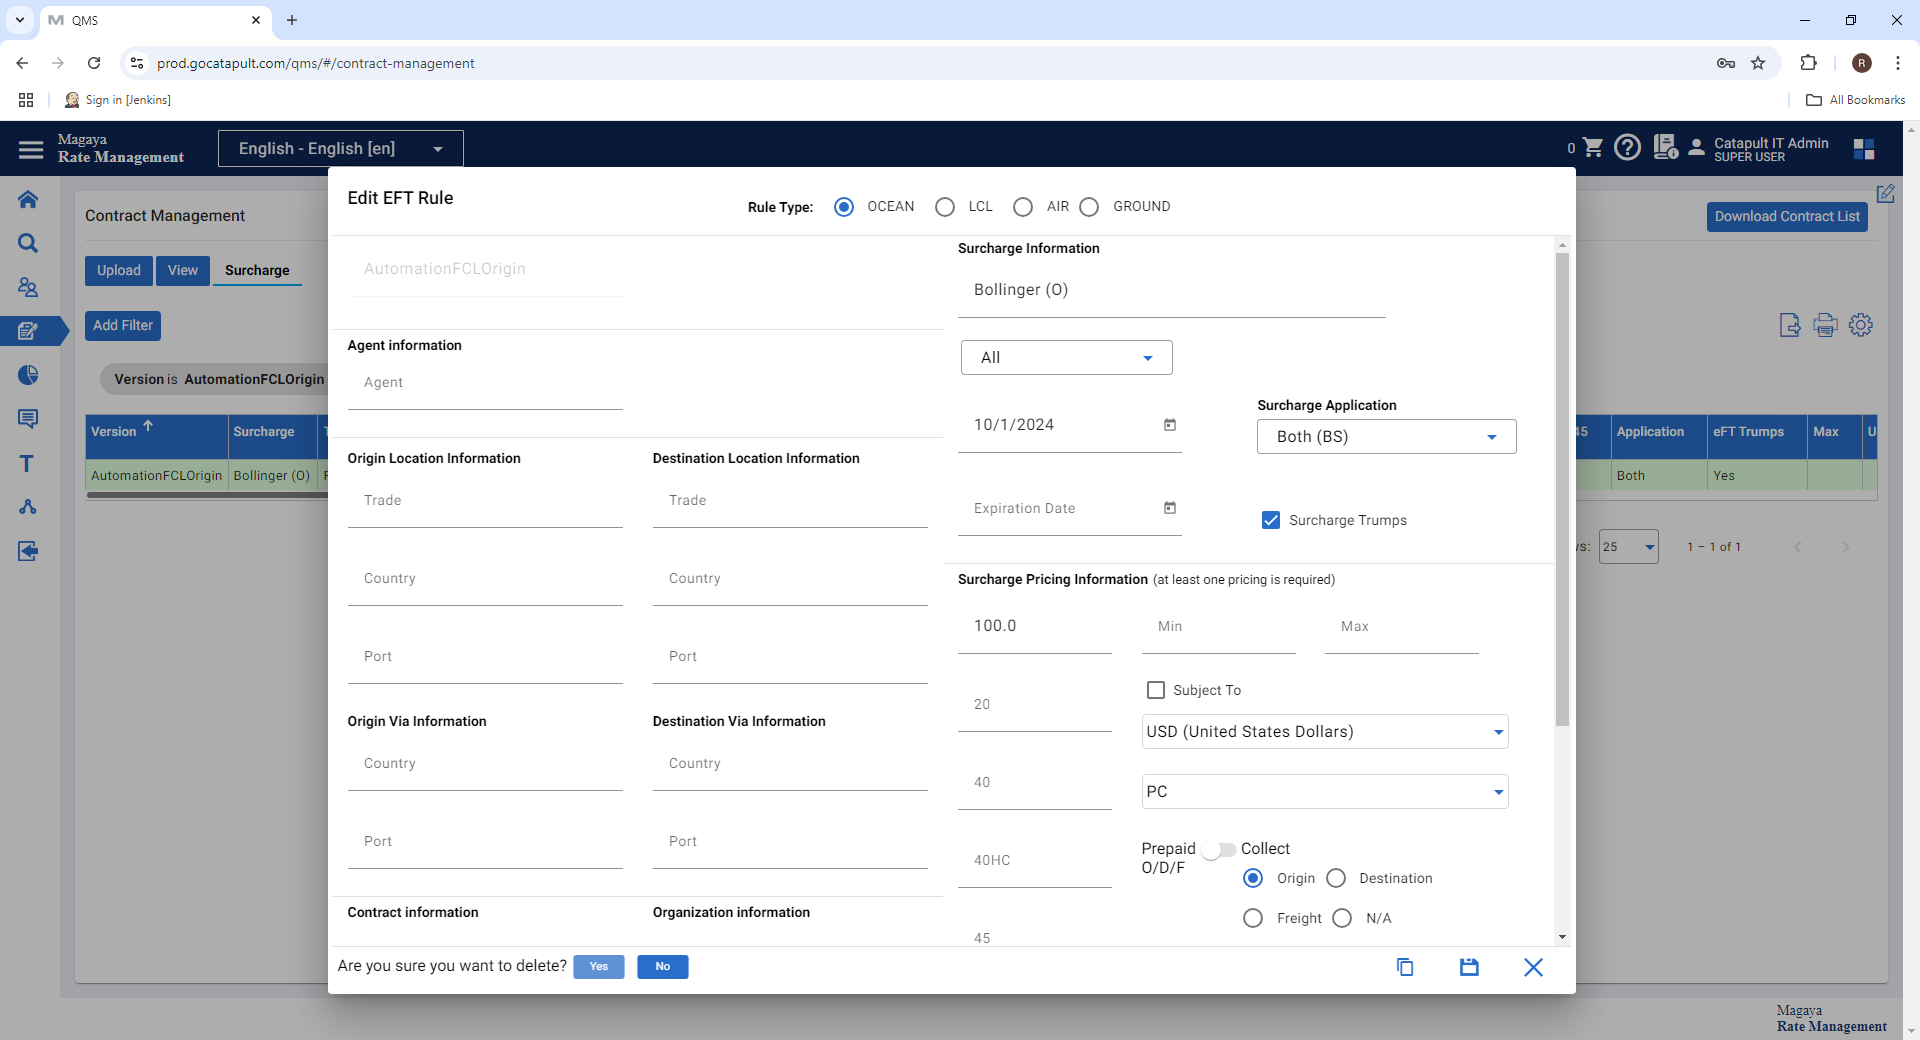 QMS
prod.gocatapult.com/qms/#/contract-management
R
Sign in [Jenkins]
All Bookmarks
Magaya
Rate Management
English - English [en]
0
Catapult IT Admin
SUPER USER
Contract Management
Download Contract List
Upload
View
Surcharge
Add Filter
Version is AutomationFCLOrigin
Version
Surcharge
Application
eFT Trumps
Max
AutomationFCLOrigin
Bollinger (O)
Both
Yes
25
1 – 1 of 1
Edit EFT Rule
Rule Type:
OCEAN
LCL
AIR
GROUND
AutomationFCLOrigin
Agent information
Agent
Origin Location Information
Destination Location Information
Trade
Trade
Country
Country
Port
Port
Origin Via Information
Destination Via Information
Country
Country
Port
Port
Contract information
Organization information
Surcharge Information
Bollinger (O)
All
10/1/2024
Surcharge Application
Both (BS)
Expiration Date
Surcharge Trumps
Surcharge Pricing Information (at least one pricing is required)
100.0
Min
Max
20
Subject To
USD (United States Dollars)
40
PC
40HC
Prepaid
Collect
O/D/F
Origin
Destination
Freight
N/A
45
Are you sure you want to delete?
Yes
No
Magaya
Rate Management